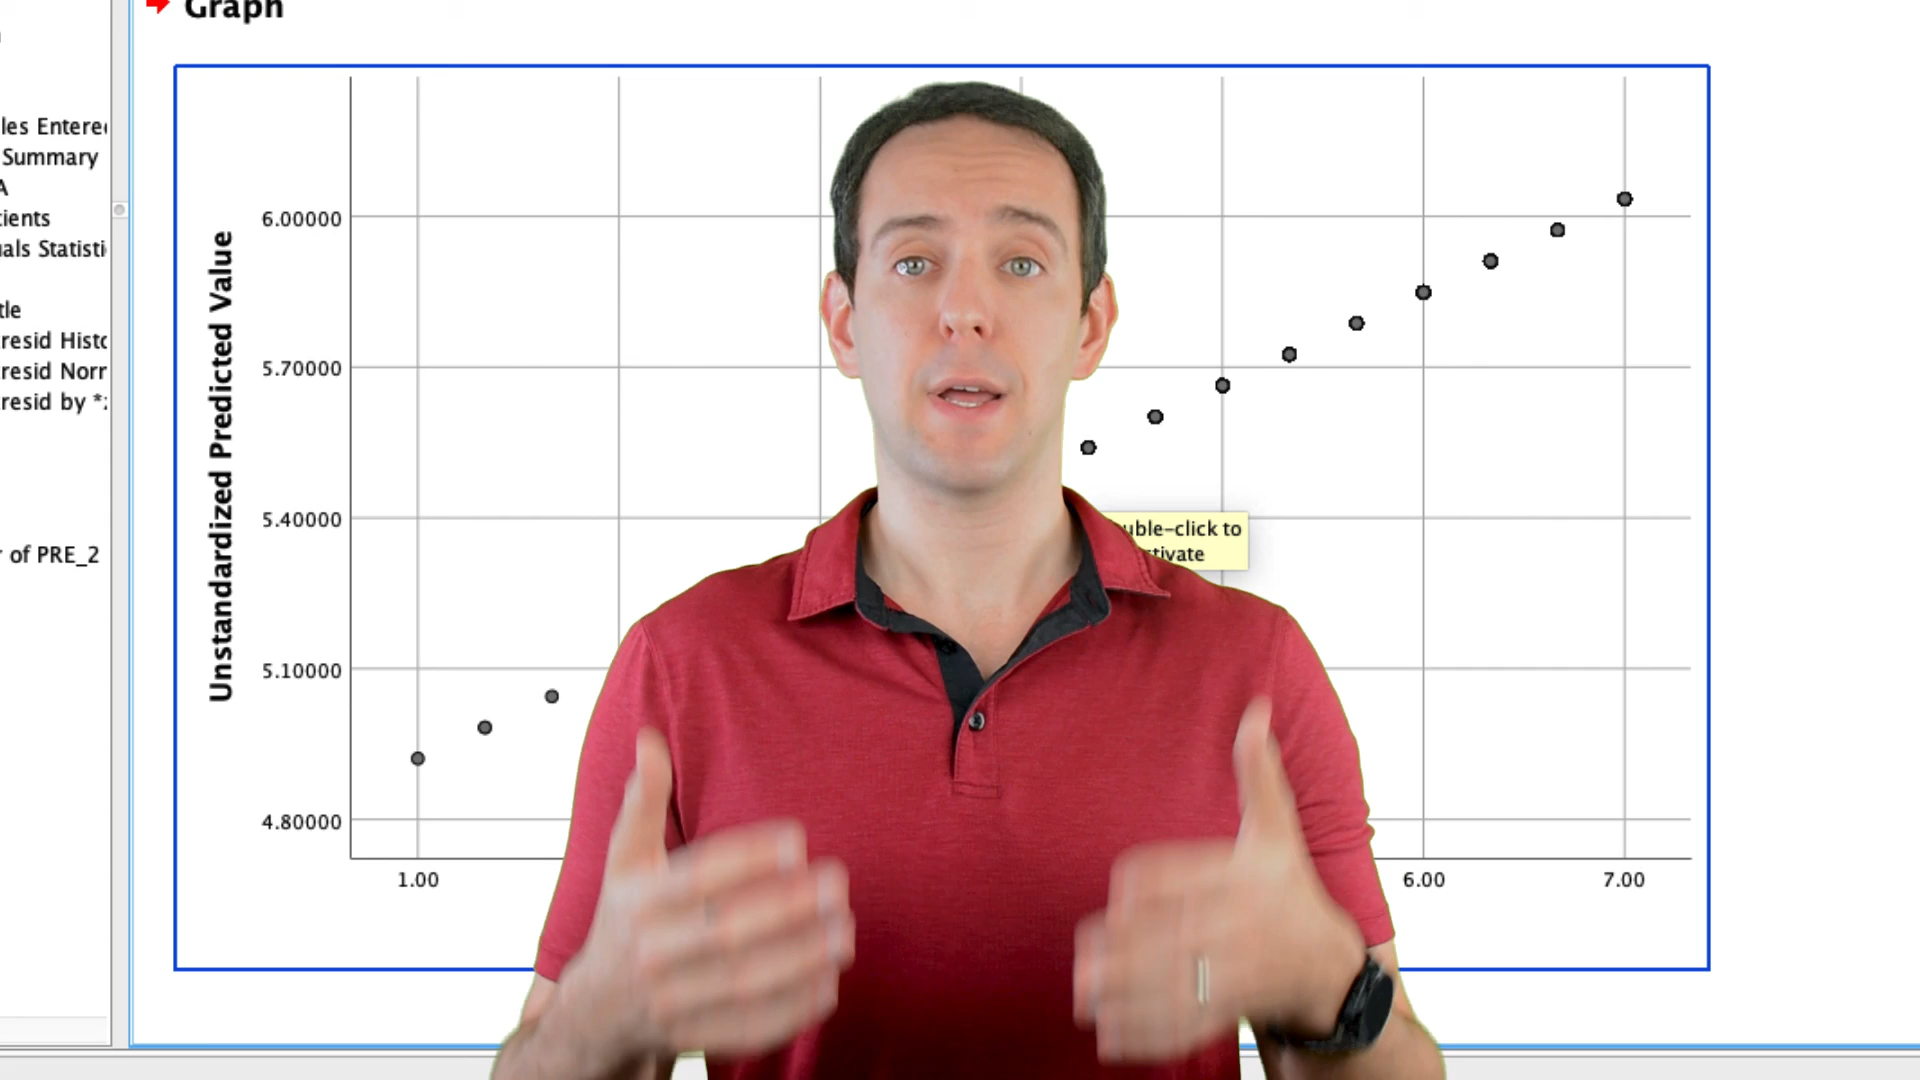 Graph
les Entere
Summary
A
cients
als Statisti
tle
resid Histo
resid Norr
resid by *
r of PRE_2
Unstandardized Predicted Value
6.00000
5.70000
5.40000
5.10000
4.80000
1.00
6.00
7.00
uble-click to
tivate